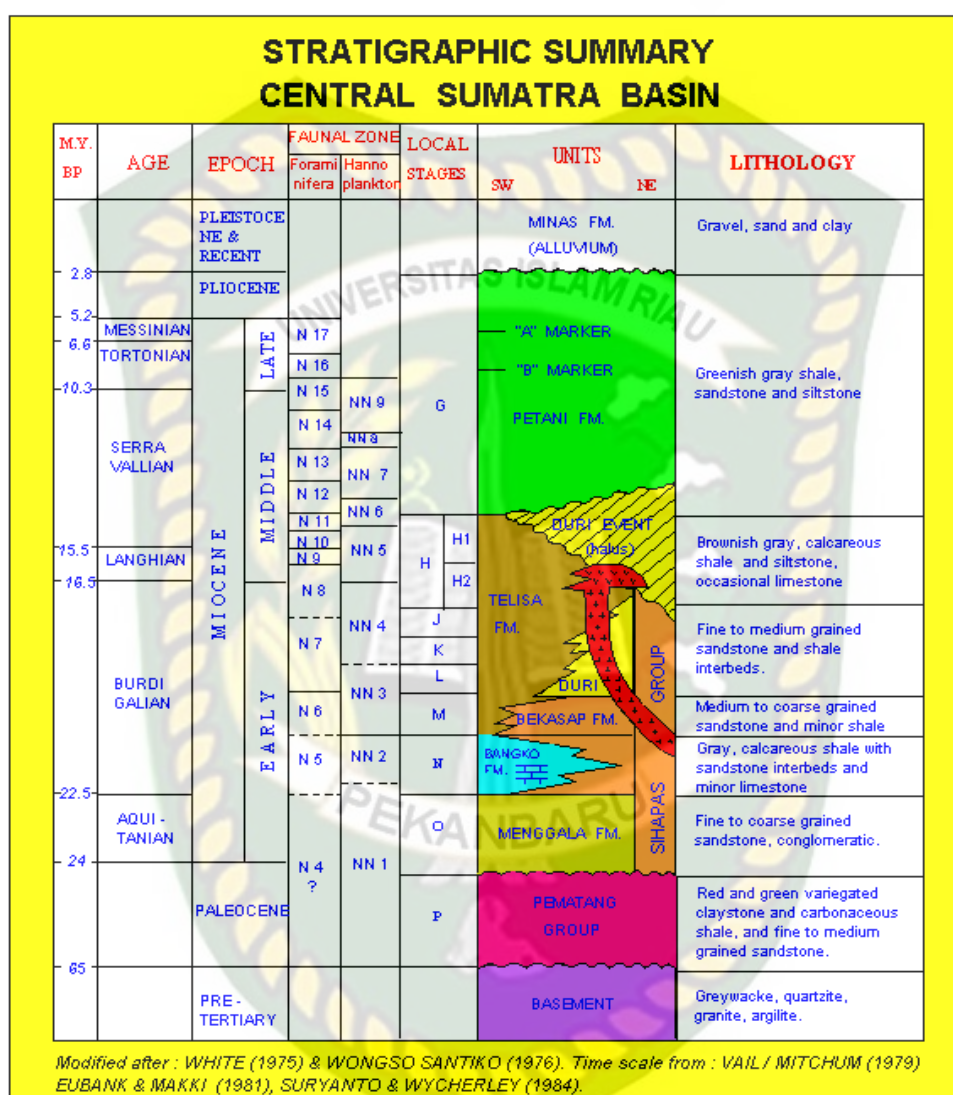 STRATIGRAPHIC SUMMARY
CENTRAL SUMATRA BASIN
M.Y.
BP
AGE
EPOCH
FAUNAL ZONE
Forami
nifera
Hanno
plankton
LOCAL
STAGES
UNITS
SW
NE
LITHOLOGY
PLEISTOCE
NE &
RECENT
MINAS FM.
(ALLUVIUM)
Gravel, sand and clay
2.8
PLIOCENE
5.2
MESSINIAN
6.6
TORTONIAN
10.3
SERRA
VALLIAN
15.5
LANGHIAN
16.5
BURDI
GALIAN
22.5
AQUI -
TANIAN
24
PALEOCENE
65
PRE -
TERTIARY
MIOCENE
LATE
MIDDLE
EARLY
N 17
N 16
N 15
N 14
N 13
N 12
N 11
N 10
N 9
N 8
N 7
N 6
N 5
N 4
?
NN 9
NN 8
NN 7
NN 6
NN 5
NN 4
NN 3
NN 2
NN 1
G
H
H1
H2
J
K
L
M
N
O
P
"A" MARKER
"B" MARKER
PETANI FM.
DURI EVENT
(halus)
TELISA
FM.
DURI
BEKASAP FM.
BANGKO
FM.
MENGGALA FM.
SIHAPAS
GROUP
PEMATANG
GROUP
BASEMENT
Greenish gray shale,
sandstone and siltstone
Brownish gray, calcareous
shale and siltstone,
occasional limestone
Fine to medium grained
sandstone and shale
interbeds.
Medium to coarse grained
sandstone and minor shale
Gray, calcareous shale with
sandstone interbeds and
minor limestone
Fine to coarse grained
sandstone, conglomeratic.
Red and green variegated
claystone and carbonaceous
shale, and fine to medium
grained sandstone.
Greywacke, quartzite,
granite, argilite.
UNIVERSITAS ISLAM RIAU
PEKANBARU
Modified after : WHITE (1975) & WONGSO SANTIKO (1976). Time scale from : VAIL / MITCHUM (1979)
EUBANK & MAKKI (1981), SURYANTO & WYCHERLEY (1984).